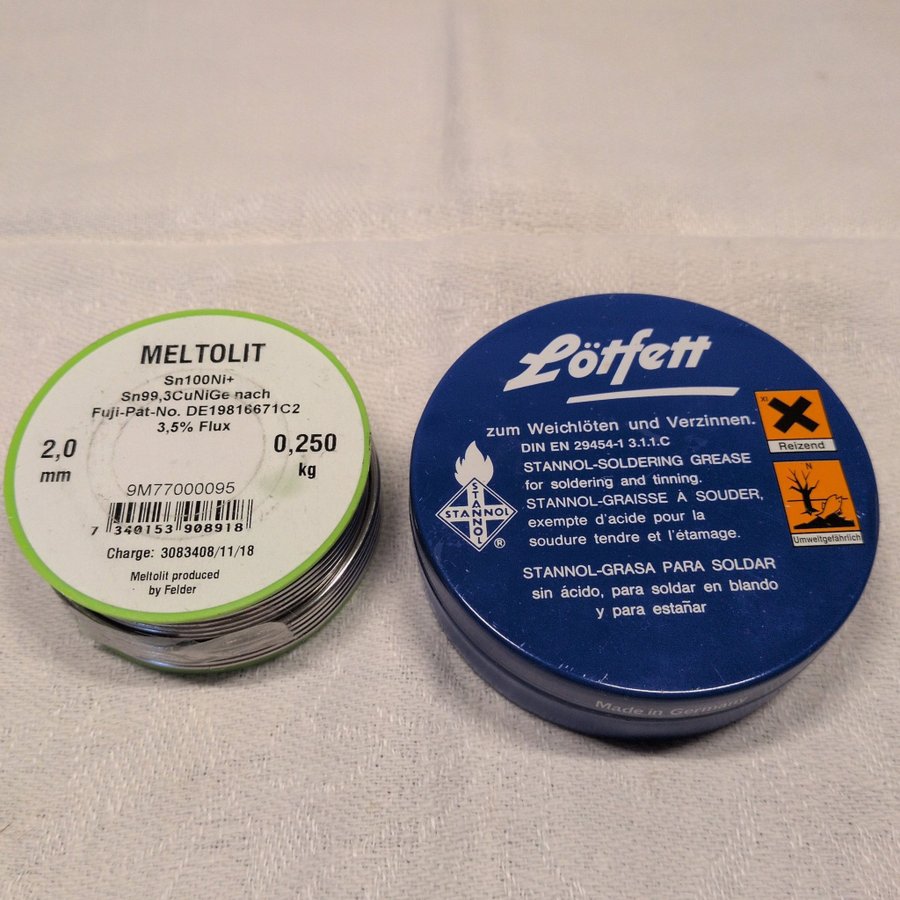 MELTOLIT
Sn100Ni+
Sn99,3CuNiGe nach
Fuji-Pat-No. DE19816671C2
3,5% Flux
2,0
mm
0,250
kg
9M77000095
7 340153 908918
Charge: 3083408/11/18
Meltolit produced
by Felder
Lötfett
zum Weichlöten und Verzinnen.
DIN EN 29454-1 3.1.1.C
STANNOL-SOLDERING GREASE
for soldering and tinning.
STANNOL-GRAISSE À SOUDER,
exempte d'acide pour la
soudure tendre et l'étamage.
STANNOL-GRASA PARA SOLDAR
sin ácido, para soldar en blando
y para estañar
STANNOL
STANNOL
®
Xi
Reizend
N
Umweltgefährlich
Made in Germany